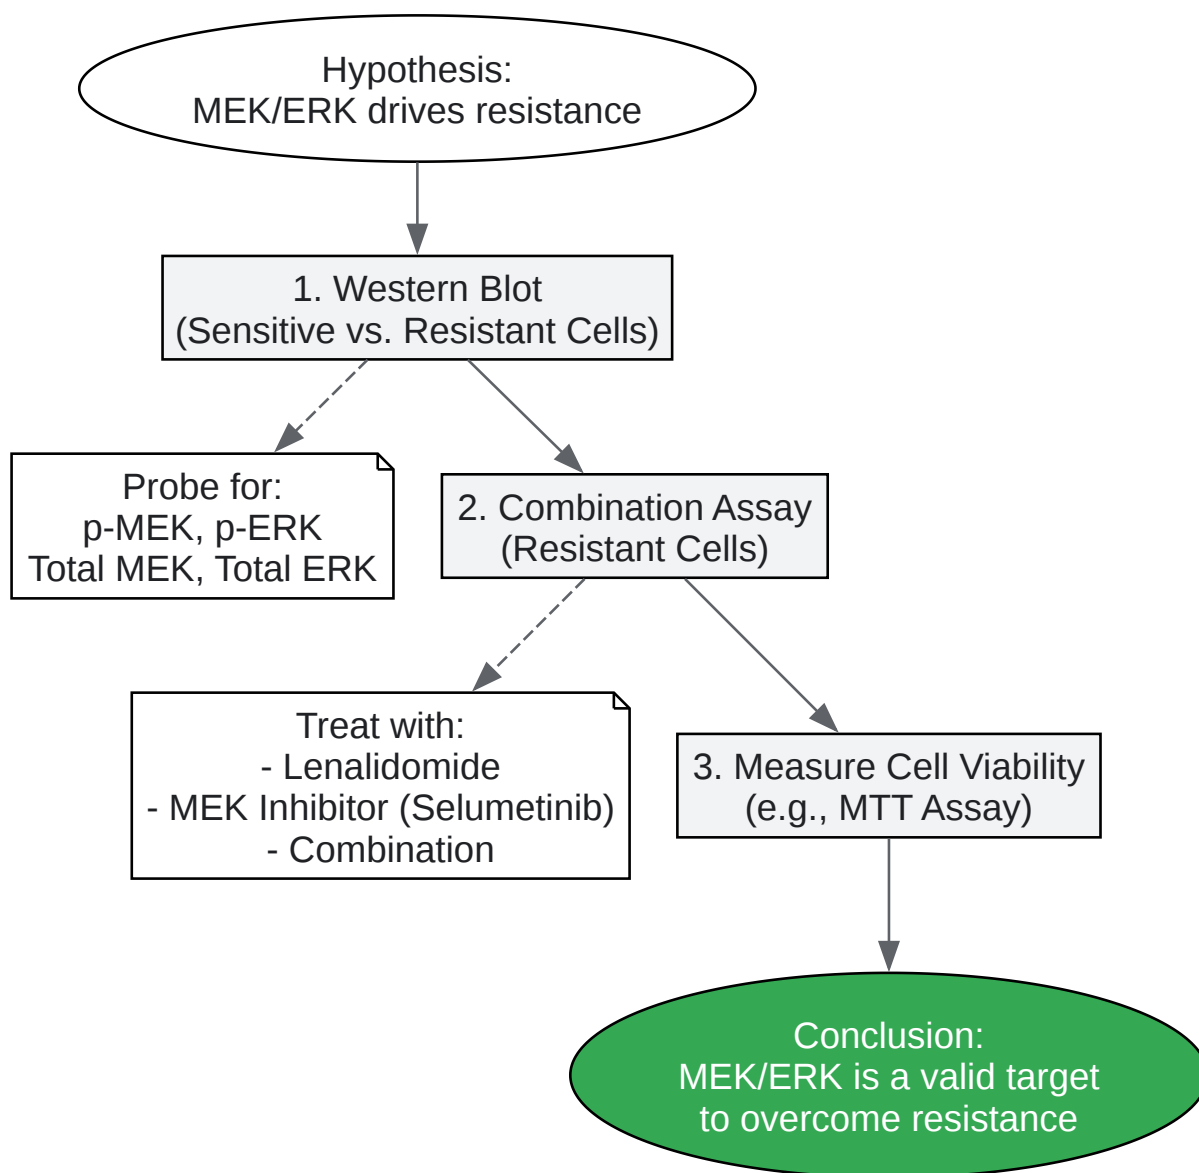 Hypothesis:
MEK/ERK drives resistance
1. Western Blot
(Sensitive vs. Resistant Cells)
Probe for:
p-MEK, p-ERK
Total MEK, Total ERK
2. Combination Assay
(Resistant Cells)
Treat with:
- Lenalidomide
- MEK Inhibitor (Selumetinib)
- Combination
3. Measure Cell Viability
(e.g., MTT Assay)
Conclusion:
MEK/ERK is a valid target
to overcome resistance